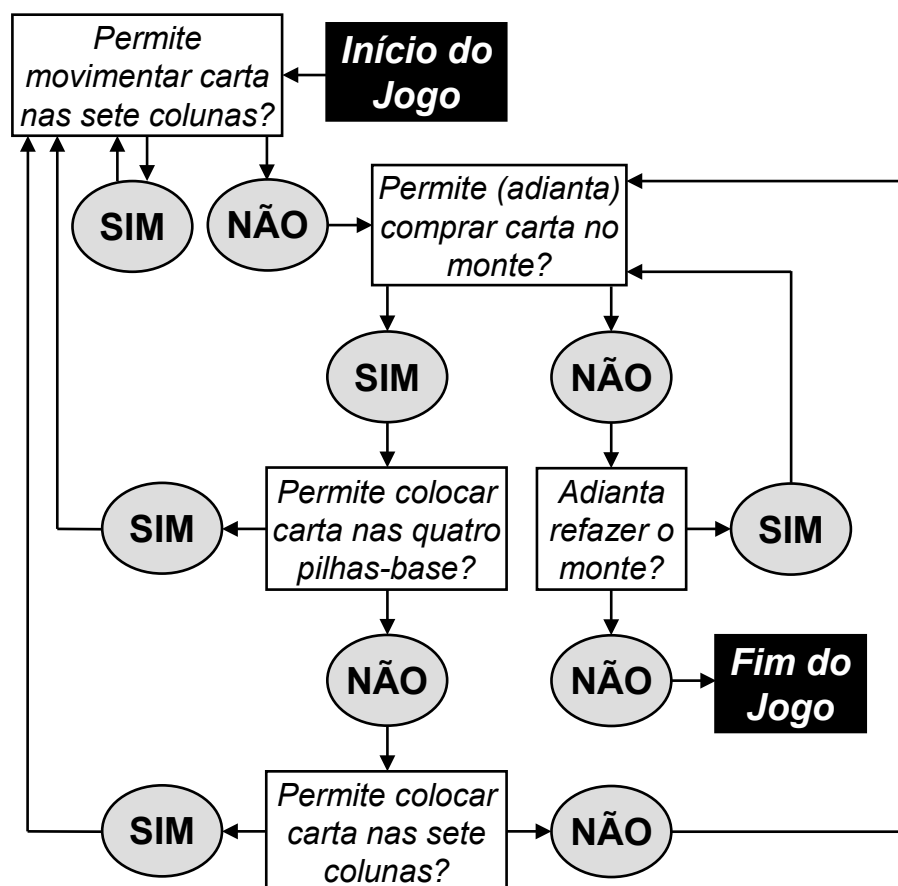 Permite
movimentar carta
nas sete colunas?
Início do
Jogo
SIM
NÃO
Permite (adianta)
comprar carta no
monte?
SIM
NÃO
SIM
Permite colocar
carta nas quatro
pilhas-base?
Adianta
refazer o
monte?
SIM
NÃO
NÃO
Fim do
Jogo
SIM
Permite colocar
carta nas sete
colunas?
NÃO